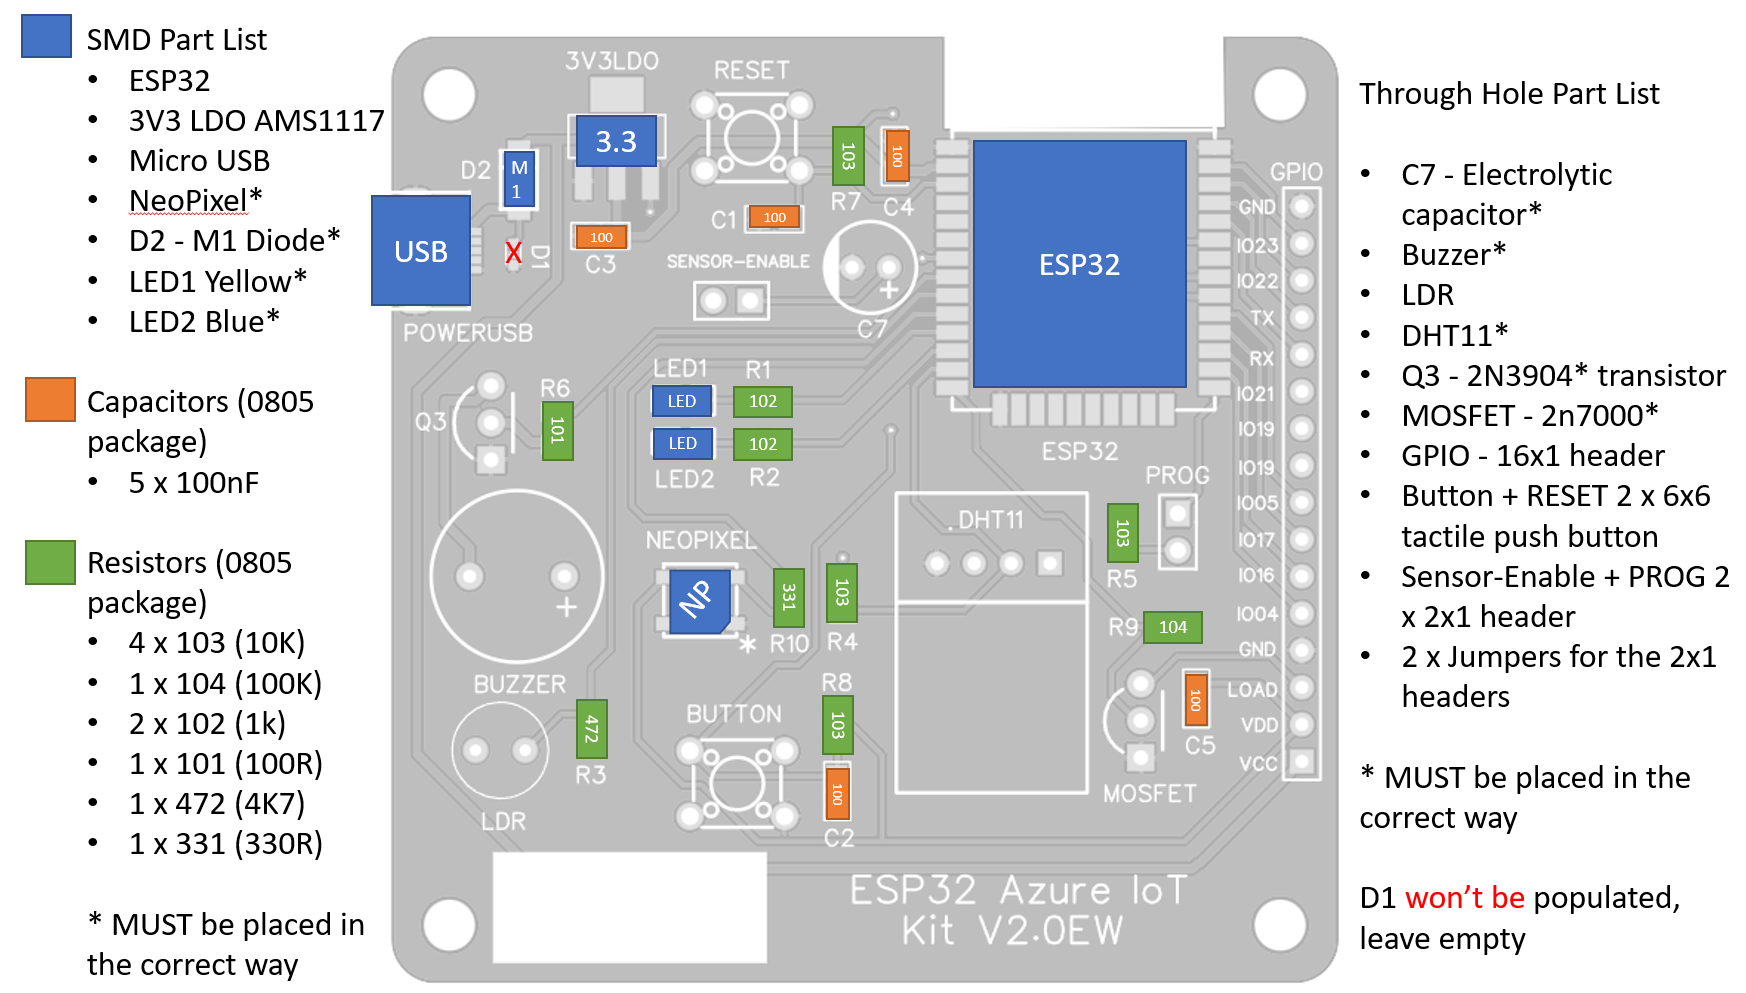 SMD Part List
• ESP32
• 3V3 LDO AMS1117
• Micro USB
• NeoPixel*
• D2 - M1 Diode*
• LED1 Yellow*
• LED2 Blue*
Capacitors (0805
package)
• 5 x 100nF
Resistors (0805
package)
• 4 x 103 (10K)
• 1 x 104 (100K)
• 2 x 102 (1k)
• 1 x 101 (100R)
• 1 x 472 (4K7)
• 1 x 331 (330R)
* MUST be placed in
the correct way
3V3LDO
3.3
RESET
D2
M
1
103
R7
100
C4
C1
100
100
C3
X
D1
USB
POWERUSB
SENSOR-ENABLE
+
C7
ESP32
ESP32
LED1
LED
R1
102
LED
LED2
102
R2
Q3
R6
101
+
BUZZER
NEOPIXEL
NP
*
331
R10
103
R4
.DHT11
PROG
103
R5
R9
104
472
R3
LDR
BUTTON
R8
103
100
C2
100
C5
MOSFET
GPIO
GND
IO23
IO22
TX
RX
IO21
IO19
IO19
IO05
IO17
IO16
IO04
GND
LOAD
VDD
VCC
ESP32 Azure IoT
Kit V2.0EW
Through Hole Part List
• C7 - Electrolytic
capacitor*
• Buzzer*
• LDR
• DHT11*
• Q3 - 2N3904* transistor
• MOSFET - 2n7000*
• GPIO - 16x1 header
• Button + RESET 2 x 6x6
tactile push button
• Sensor-Enable + PROG 2
x 2x1 header
• 2 x Jumpers for the 2x1
headers
* MUST be placed in the
correct way
D1 won't be populated,
leave empty